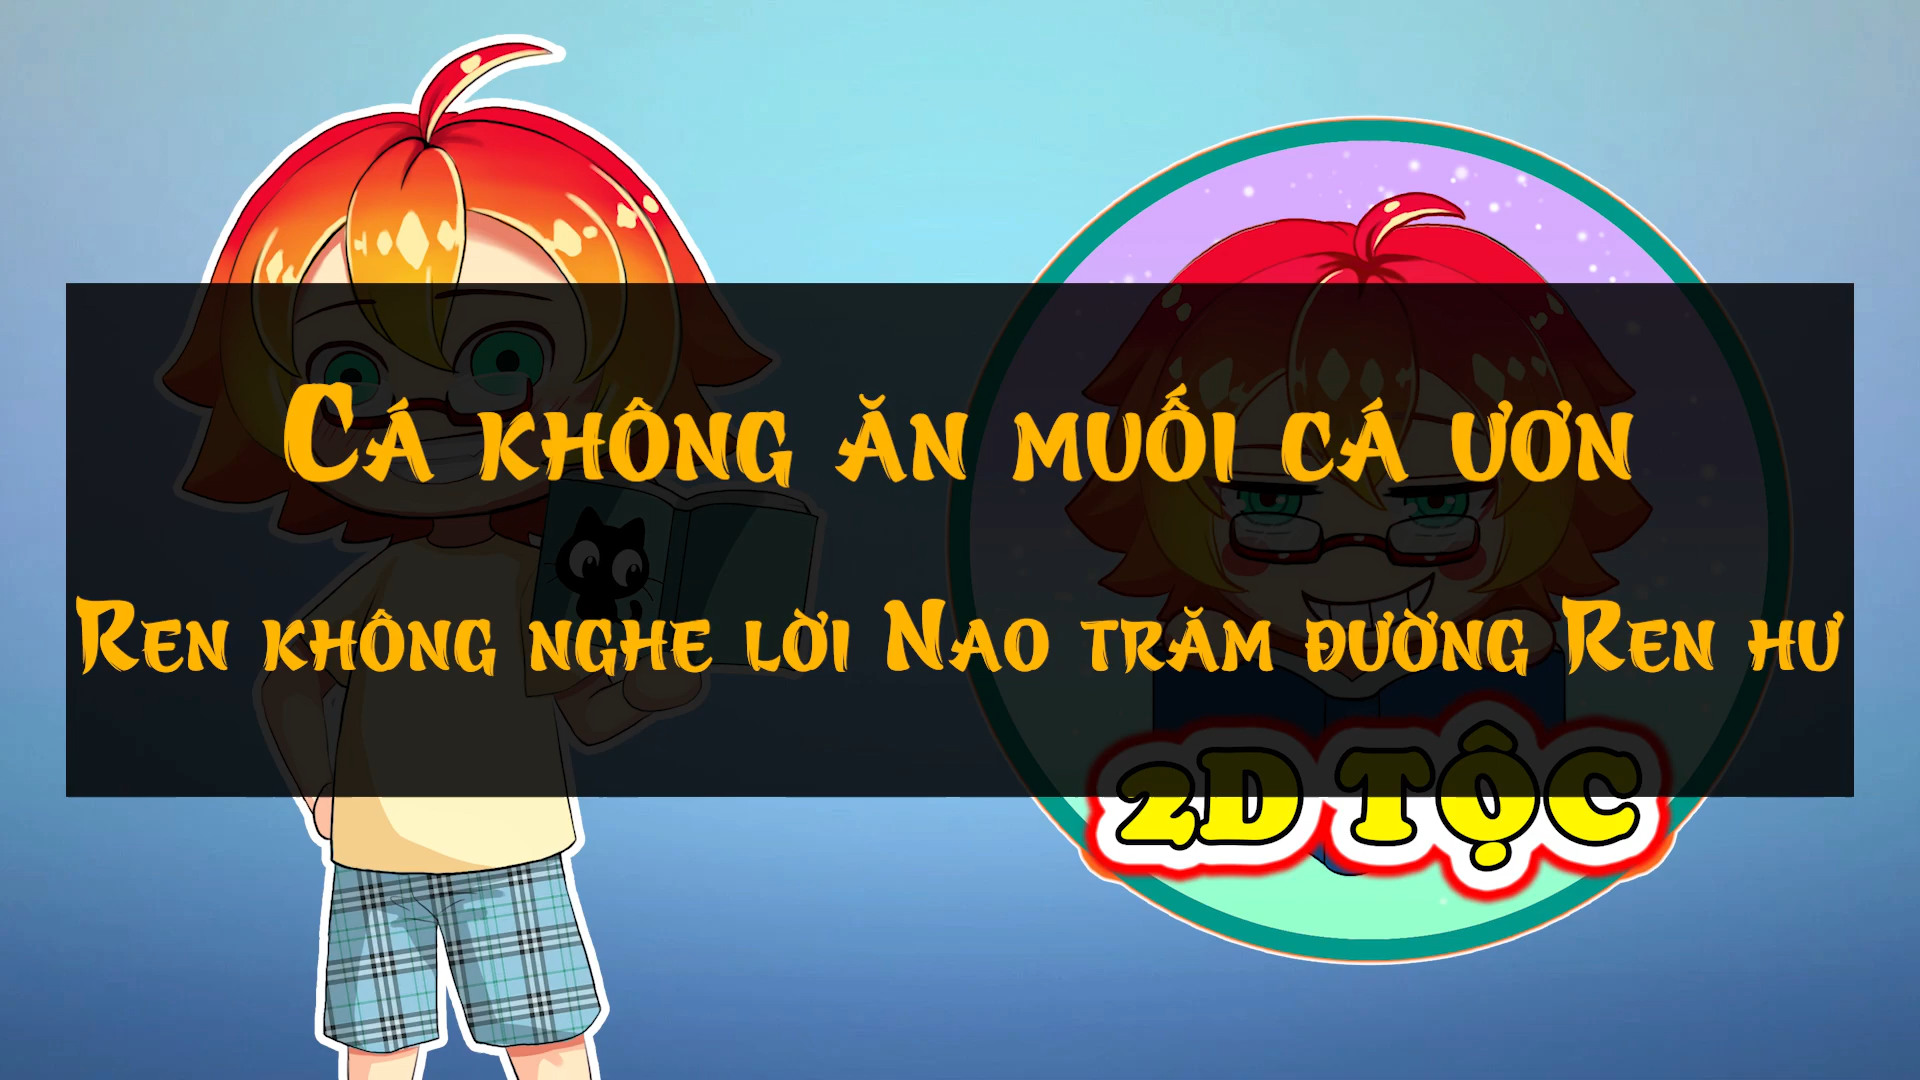 Cá không ăn muối cá ươn
Ren không nghe lời Nao trăm đường Ren hư
2D TỘC